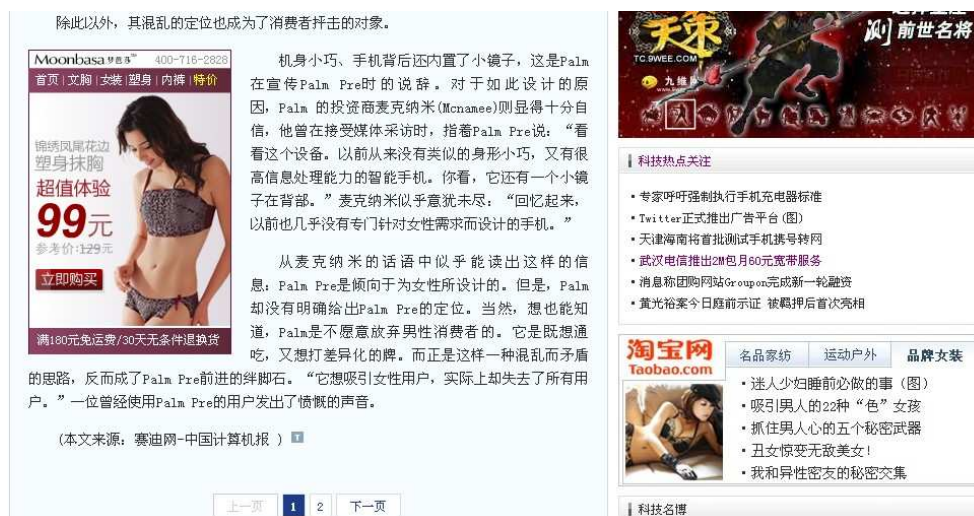 除此以外，其混乱的定位也成为了消费者抨击的对象。
Moonbasa 梦芭莎™ 400-716-2828
首页|文胸|女装|塑身|内裤|特价
锦绣凤尾花边
塑身抹胸
超值体验
99元
参考价:129元
立即购买
满180元免运费/30天无条件退换货
机身小巧、手机背后还内置了小镜子，这是Palm
在宣传Palm Pre时的说辞。对于如此设计的原
因，Palm 的投资商麦克纳米(Mcnamee)则显得十分自
信，他曾在接受媒体采访时，指着Palm Pre说：“看
看这个设备。以前从来没有类似的身形小巧，又有很
高信息处理能力的智能手机。你看，它还有一个小镜
子在背部。”麦克纳米似乎意犹未尽：“回忆起来，
以前也几乎没有专门针对女性需求而设计的手机。”
从麦克纳米的话语中似乎能读出这样的信
息：Palm Pre是倾向于为女性所设计的。但是，Palm
却没有明确给出Palm Pre的定位。当然，想也能知
道，Palm是不愿意放弃男性消费者的。它是既想通
吃，又想打差异化的牌。而正是这样一种混乱而矛盾
的思路，反而成了Palm Pre前进的绊脚石。“它想吸引女性用户，实际上却失去了所有用
户。”一位曾经使用Palm Pre的用户发出了愤慨的声音。
(本文来源：赛迪网-中国计算机报 ) T
上一页 1 2 下一页
天策
TC.9WEE.COM
九维
测 前世名将
科技热点关注
· 专家呼吁强制执行手机充电器标准
· Twitter正式推出广告平台(图)
· 天津海南将首批测试手机携号转网
· 武汉电信推出2M包月60元宽带服务
· 消息称团购网站Groupon完成新一轮融资
· 黄光裕案今日庭前示证 被羁押后首次亮相
淘宝网
Taobao.com
名品家纺 运动户外 品牌女装
· 迷人少妇睡前必做的事（图）
· 吸引男人的22种“色”女孩
· 抓住男人心的五个秘密武器
· 丑女惊变无敌美女！
· 我和异性密友的秘密交集
科技名博